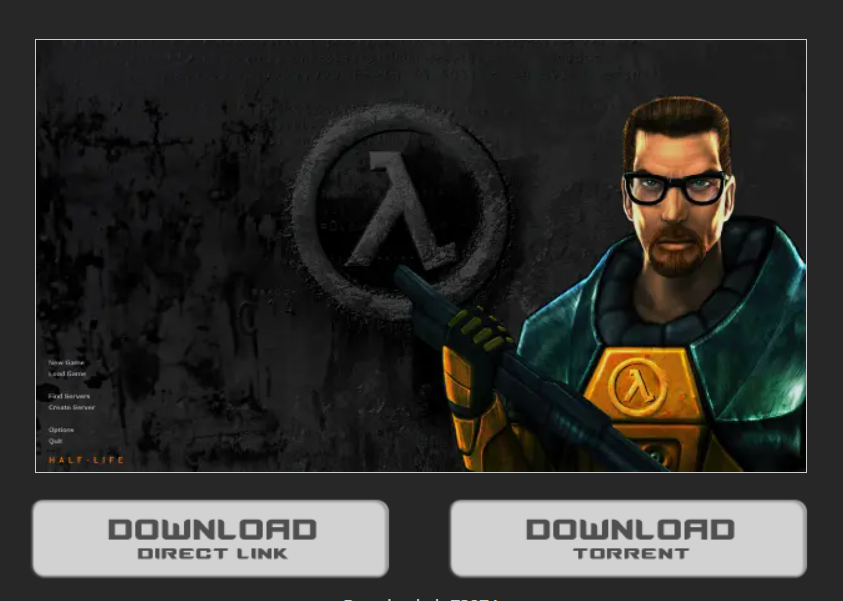 New Game
Load Game
Find Servers
Create Server
Options
Quit
HALF-LIFE
DOWNLOAD
DIRECT LINK
DOWNLOAD
TORRENT